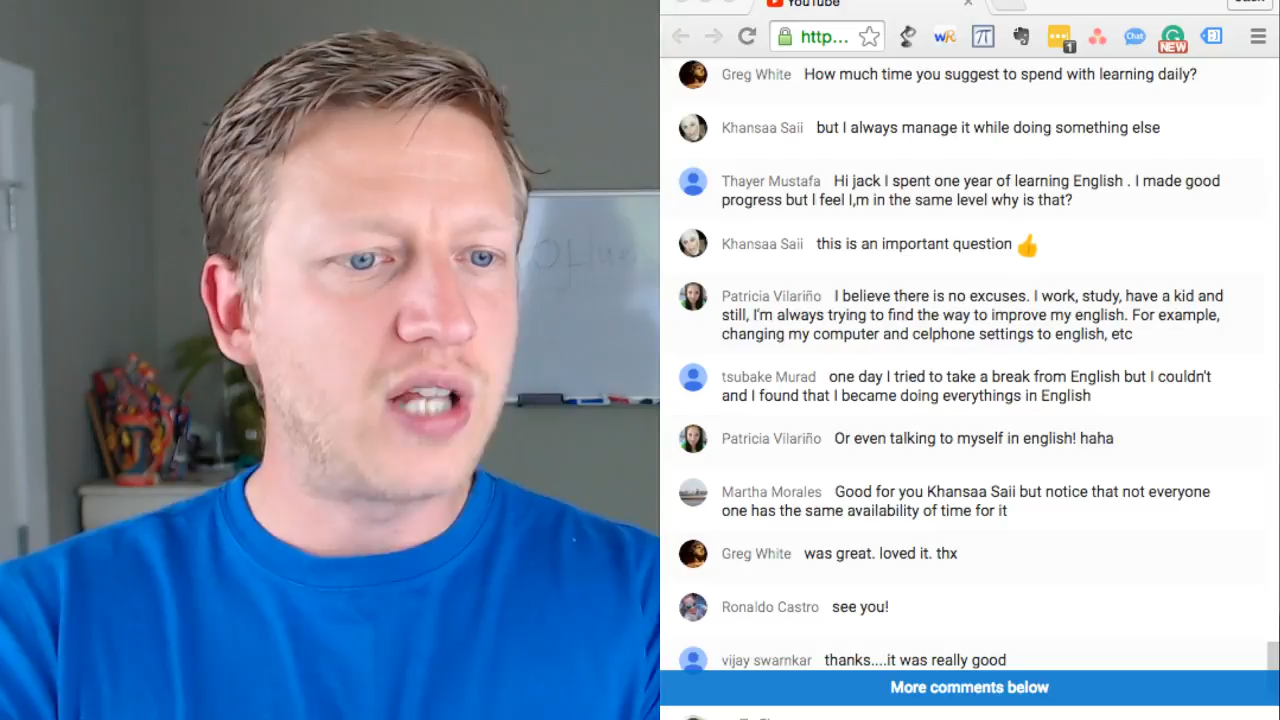 YouTube
http...
1
Chat
NEW
Greg White How much time you suggest to spend with learning daily?
Khansaa Saii but I always manage it while doing something else
Thayer Mustafa Hi jack I spent one year of learning English . I made good
progress but I feel I,m in the same level why is that?
Khansaa Saii this is an important question 👍
Patricia Vilariño I believe there is no excuses. I work, study, have a kid and
still, I'm always trying to find the way to improve my english. For example,
changing my computer and celphone settings to english, etc
tsubake Murad one day I tried to take a break from English but I couldn't
and I found that I became doing everythings in English
Patricia Vilariño Or even talking to myself in english! haha
Martha Morales Good for you Khansaa Saii but notice that not everyone
one has the same availability of time for it
Greg White was great. loved it. thx
Ronaldo Castro see you!
vijay swarnkar thanks....it was really good
More comments below